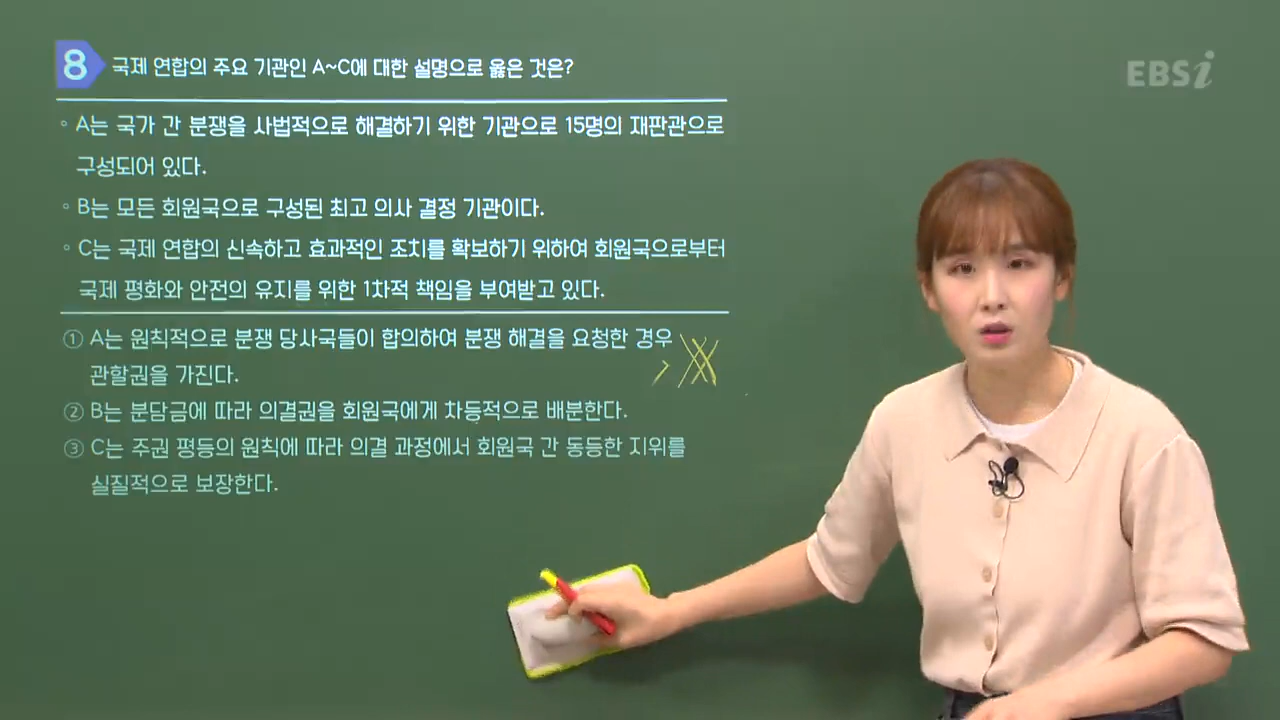 8 국제 연합의 주요 기관인 A~C에 대한 설명으로 옳은 것은?
EBSi
◦ A는 국가 간 분쟁을 사법적으로 해결하기 위한 기관으로 15명의 재판관으로
구성되어 있다.
◦ B는 모든 회원국으로 구성된 최고 의사 결정 기관이다.
◦ C는 국제 연합의 신속하고 효과적인 조치를 확보하기 위하여 회원국으로부터
국제 평화와 안전의 유지를 위한 1차적 책임을 부여받고 있다.
① A는 원칙적으로 분쟁 당사국들이 합의하여 분쟁 해결을 요청한 경우
관할권을 가진다.
② B는 분담금에 따라 의결권을 회원국에게 차등적으로 배분한다.
③ C는 주권 평등의 원칙에 따라 의결 과정에서 회원국 간 동등한 지위를
실질적으로 보장한다.